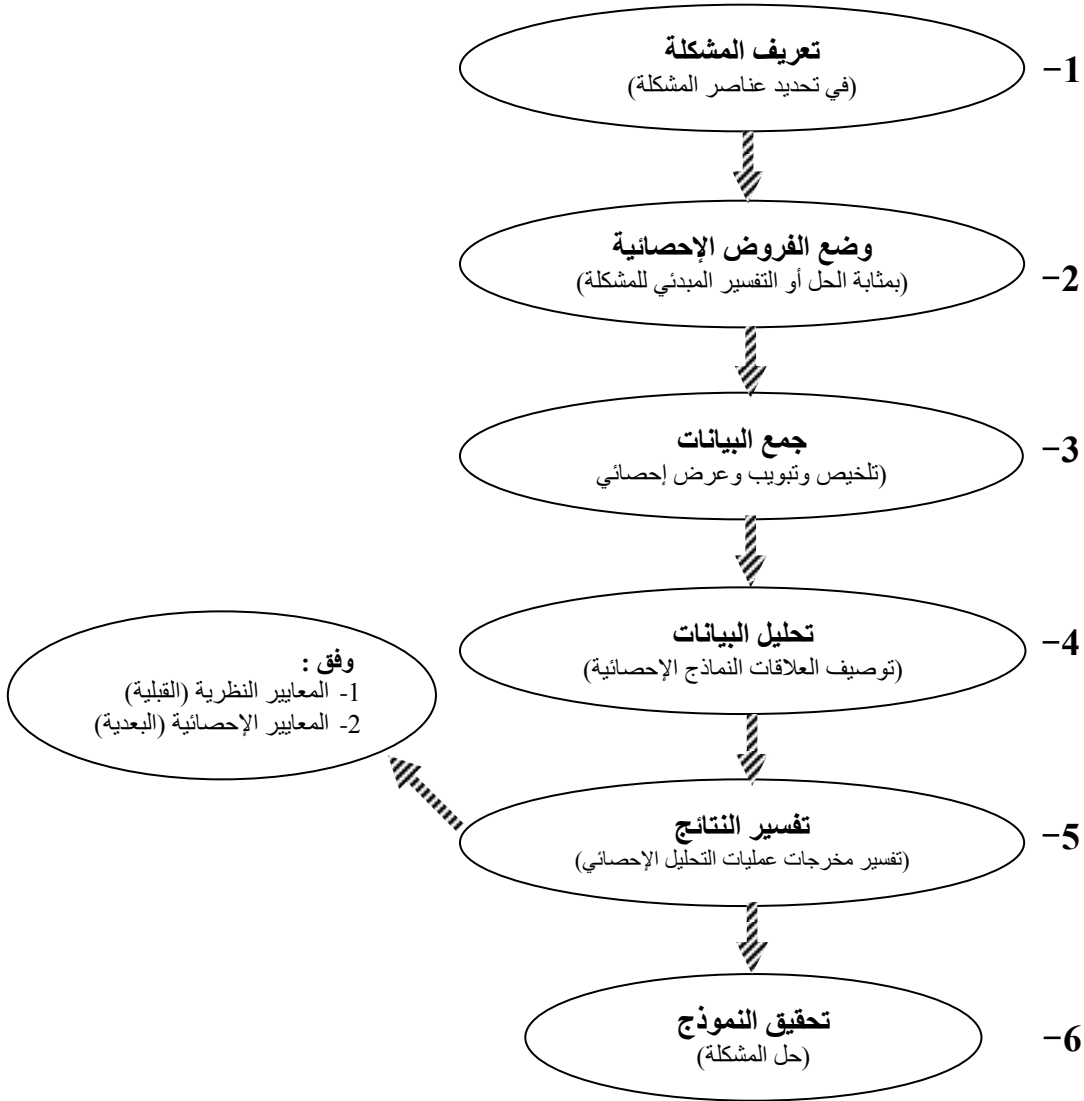 تعريف المشكلة
(في تحديد عناصر المشكلة)
1-
وضع الفروض الإحصائية
(بمثابة الحل أو التفسير المبدئي للمشكلة)
2-
جمع البيانات
(تلخيص وتبويب وعرض إحصائي
3-
تحليل البيانات
(توصيف العلاقات النماذج الإحصائية)
4-
وفق :
1- المعايير النظرية (القبلية)
2- المعايير الإحصائية (البعدية)
تفسير النتائج
(تفسير مخرجات عمليات التحليل الإحصائي)
5-
تحقيق النموذج
(حل المشكلة)
6-